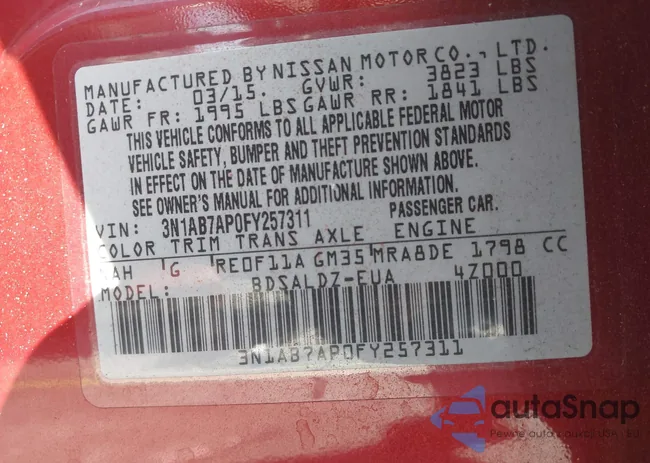 MANUFACTURED BY NISSAN MOTOR CO., LTD.
DATE: 03/15. GVWR: 3823 LBS
GAWR FR: 1995 LBS GAWR RR: 1841 LBS
THIS VEHICLE CONFORMS TO ALL APPLICABLE FEDERAL MOTOR
VEHICLE SAFETY, BUMPER AND THEFT PREVENTION STANDARDS
IN EFFECT ON THE DATE OF MANUFACTURE SHOWN ABOVE.
SEE OWNER'S MANUAL FOR ADDITIONAL INFORMATION.
VIN: 3N1AB7AP0FY257311 PASSENGER CAR.
COLOR TRIM TRANS AXLE ENGINE
G RE0F11A GM35 MRA8DE 1798 CC
MODEL: BDSALDZ-EUA 4Z000
3N1AB7AP0FY257311
autoSnap